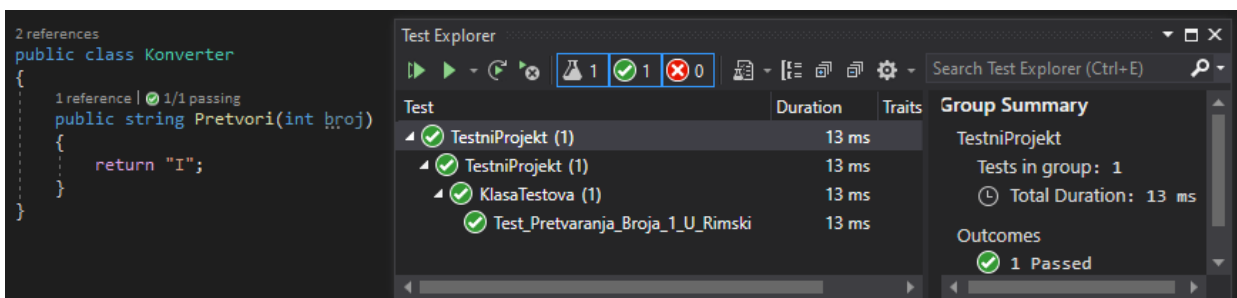 2 references
public class Konverter
{
1 reference | 1/1 passing
public string Pretvori(int broj)
{
return "I";
}
}
Test Explorer
1 1 0
Search Test Explorer (Ctrl+E)
Test Duration Traits
TestniProjekt (1) 13 ms
TestniProjekt (1) 13 ms
KlasaTestova (1) 13 ms
Test_Pretvaranja_Broja_1_U_Rimski 13 ms
Group Summary
TestniProjekt
Tests in group: 1
Total Duration: 13 ms
Outcomes
1 Passed